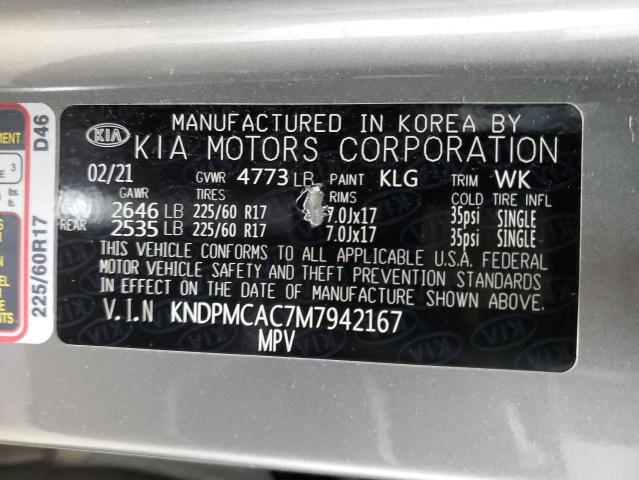 MANUFACTURED IN KOREA BY
KIA KIA MOTORS CORPORATION
02/21 GVWR 4773 LB PAINT KLG TRIM WK
GAWR TIRES RIMS COLD TIRE INFL
2646 LB 225/60 R17 7.0Jx17 35psi SINGLE
REAR 2535 LB 225/60 R17 7.0Jx17 35psi SINGLE
THIS VEHICLE CONFORMS TO ALL APPLICABLE U.S.A. FEDERAL
MOTOR VEHICLE SAFETY AND THEFT PREVENTION STANDARDS
IN EFFECT ON THE DATE OF MANUFACTURE SHOWN ABOVE.
V.I.N KNDPMCAC7M7942167
MPV
D46
225/60R17
3
lbs.